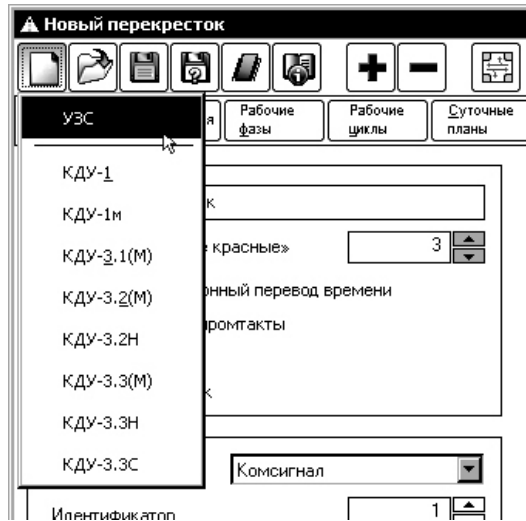 Новый перекресток
Рабочие фазы
Рабочие циклы
Суточные планы
УЗС
КДУ-1
КДУ-1м
КДУ-3.1(М)
КДУ-3.2(М)
КДУ-3.2Н
КДУ-3.3(М)
КДУ-3.3Н
КДУ-3.3С
красные» 3
перевод времени
Комсигнал
Идентификатор 1